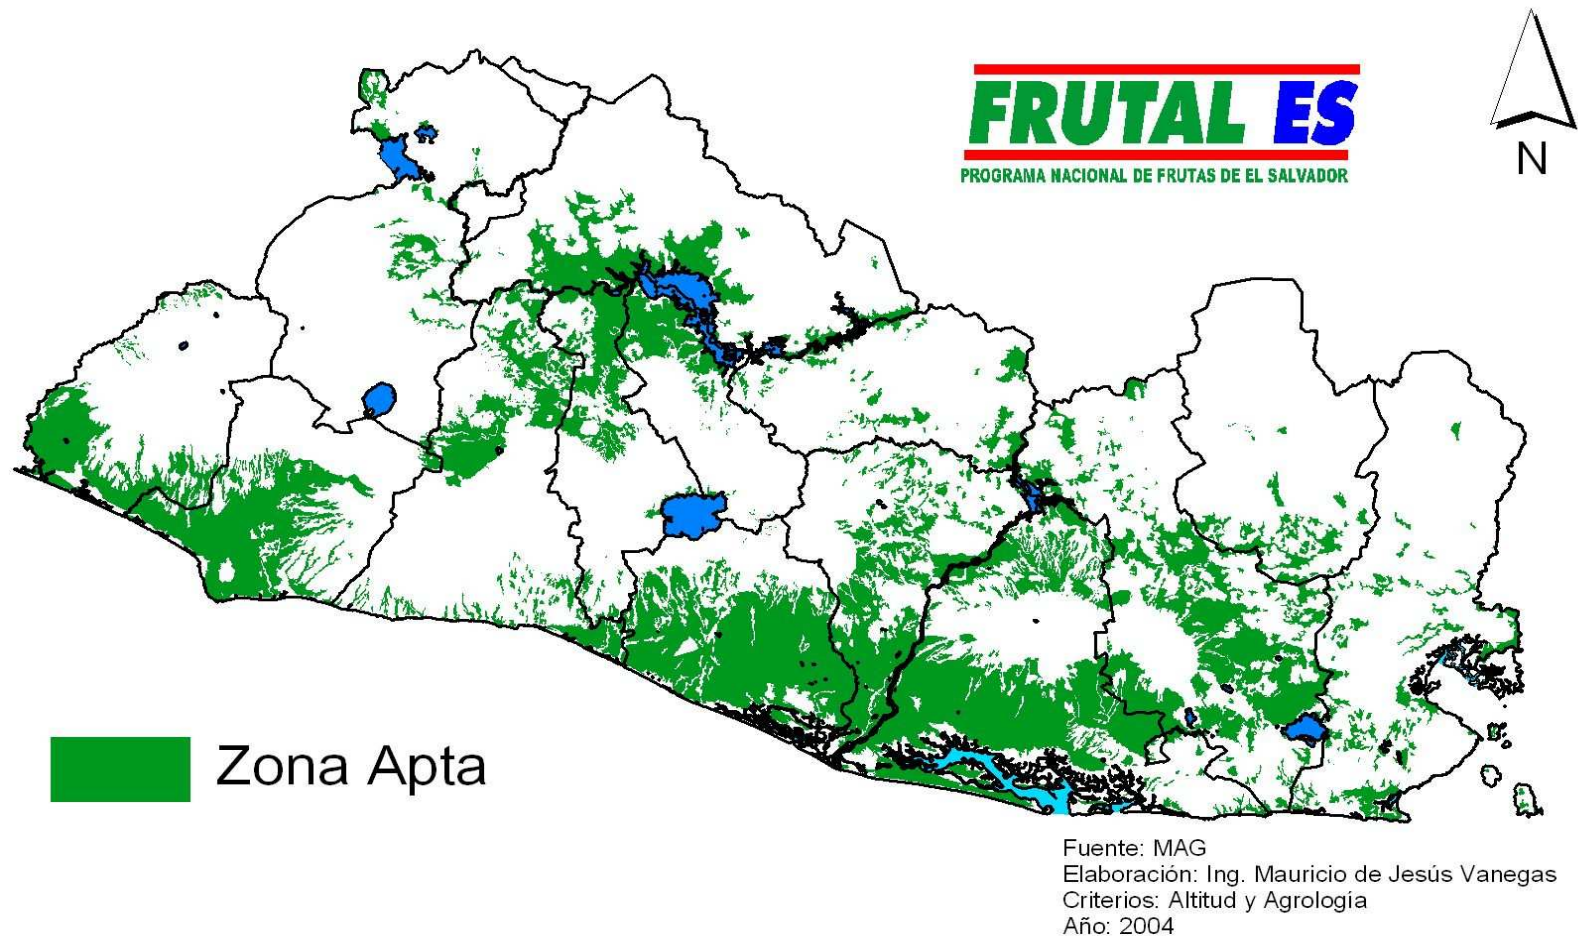 FRUTAL ES
PROGRAMA NACIONAL DE FRUTAS DE EL SALVADOR
N
Zona Apta
Fuente: MAG
Elaboración: Ing. Mauricio de Jesús Vanegas
Criterios: Altitud y Agrología
Año: 2004